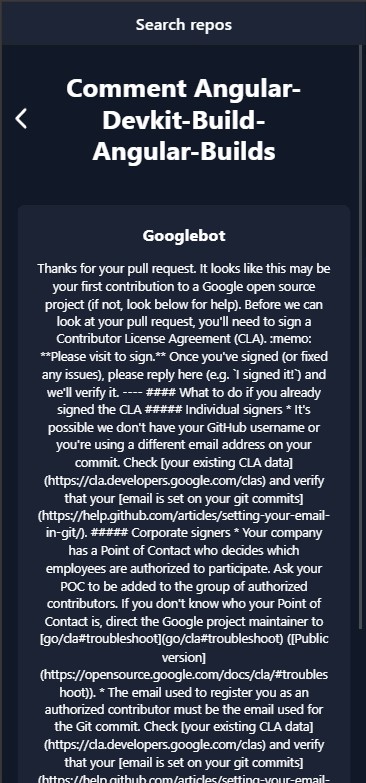 Search repos
Comment Angular-
Devkit-Build-
Angular-Builds
Googlebot
Thanks for your pull request. It looks like this may be
your first contribution to a Google open source
project (if not, look below for help). Before we can
look at your pull request, you'll need to sign a
Contributor License Agreement (CLA). :memo:
**Please visit to sign.** Once you've signed (or fixed
any issues), please reply here (e.g. `I signed it!`) and
we'll verify it. ---- #### What to do if you already
signed the CLA ##### Individual signers * It's
possible we don't have your GitHub username or
you're using a different email address on your
commit. Check [your existing CLA data]
(https://cla.developers.google.com/clas) and verify
that your [email is set on your git commits]
(https://help.github.com/articles/setting-your-email-
in-git/). ##### Corporate signers * Your company
has a Point of Contact who decides which
employees are authorized to participate. Ask your
POC to be added to the group of authorized
contributors. If you don't know who your Point of
Contact is, direct the Google project maintainer to
[go/cla#troubleshoot](go/cla#troubleshoot) ([Public
version]
(https://opensource.google.com/docs/cla/#troubles
hoot)). * The email used to register you as an
authorized contributor must be the email used for
the Git commit. Check [your existing CLA data]
(https://cla.developers.google.com/clas) and verify
that your [email is set on your git commits]
(https://help.github.com/articles/setting-your-email-